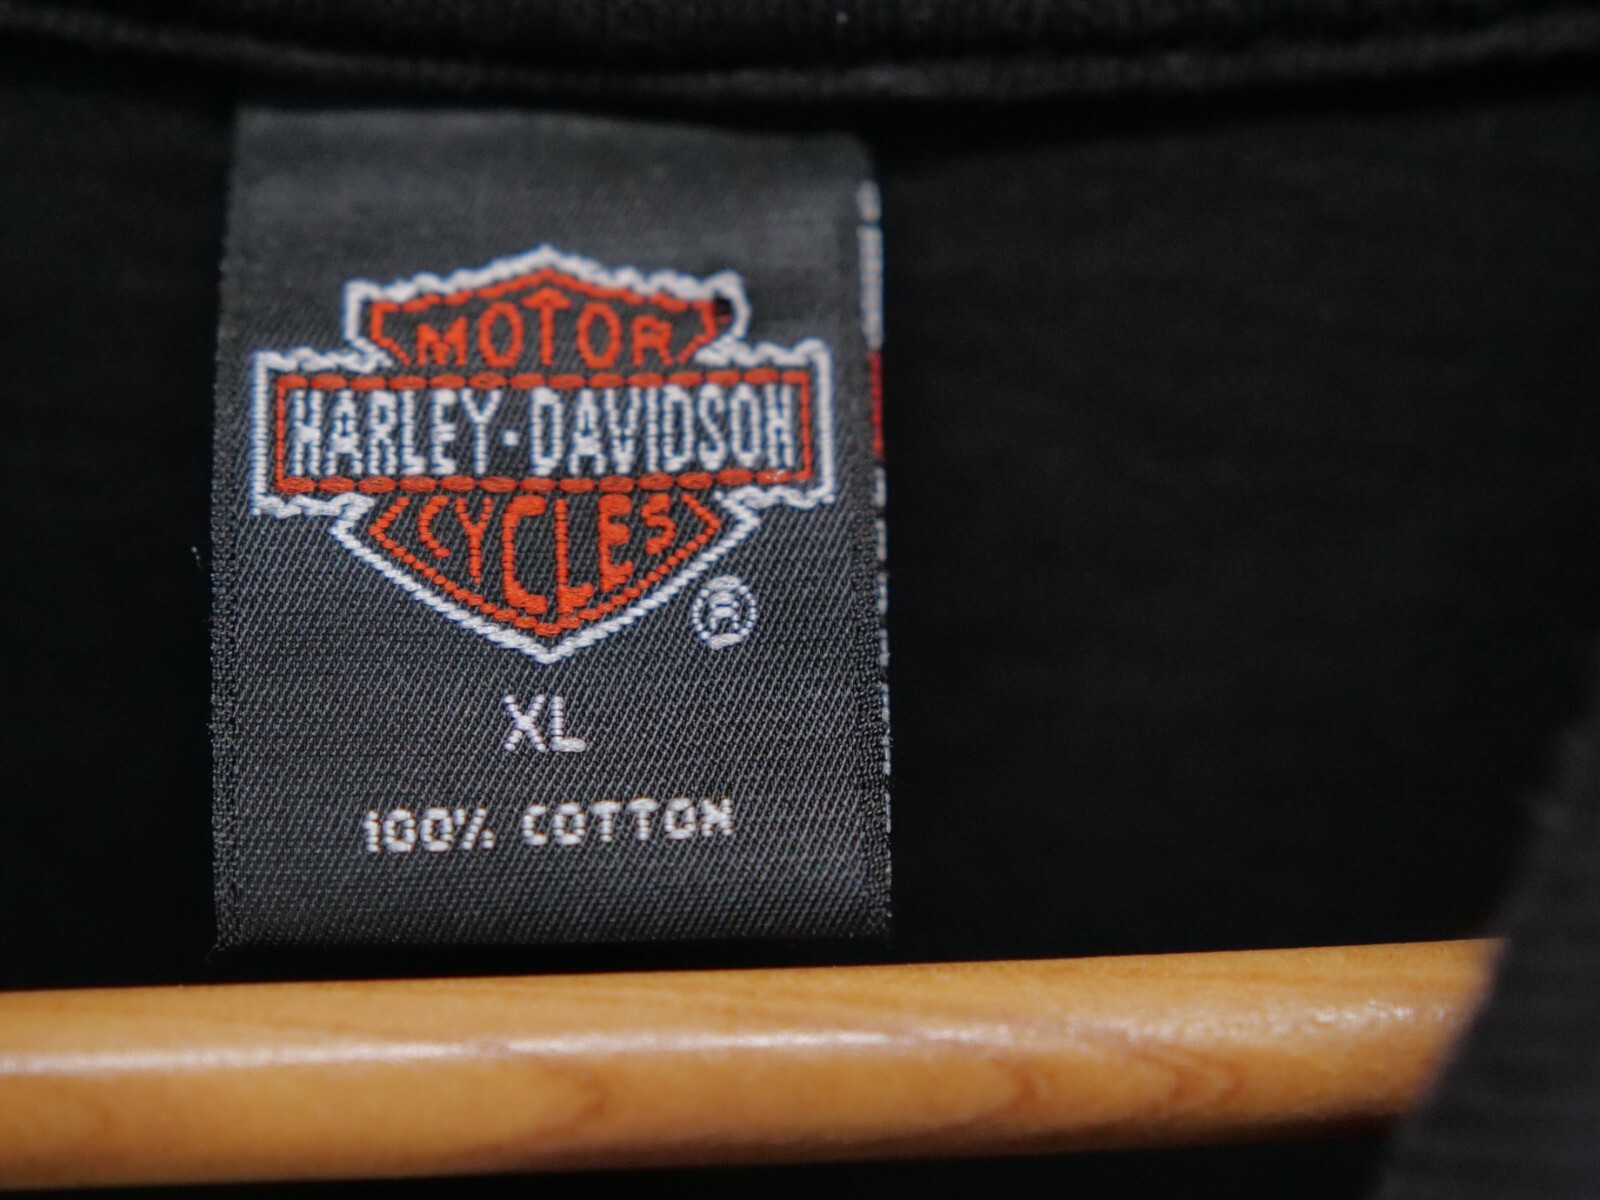 MOTOR
HARLEY-DAVIDSON
CYCLES
®
XL
100% COTTON